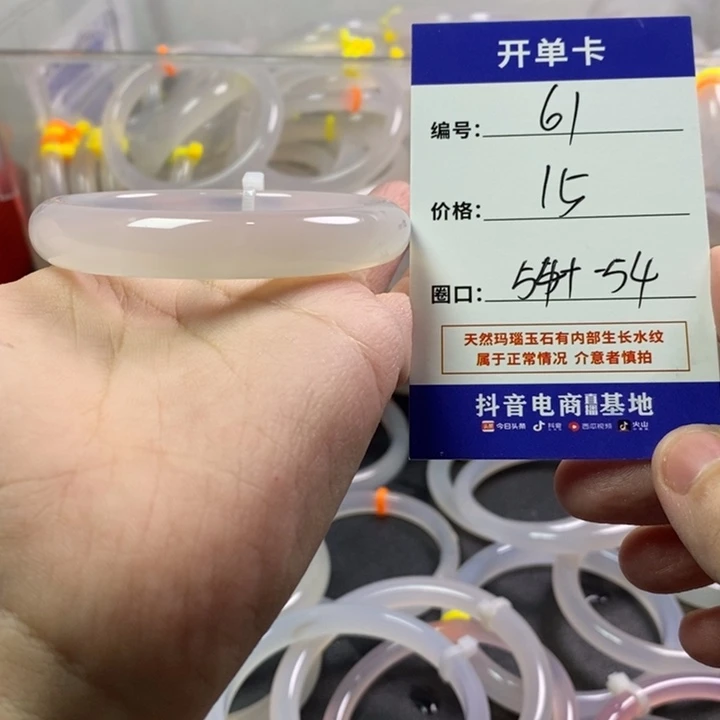 开单卡
编号: 61
价格: 15
圈口: -54
天然玛瑙玉石有内部生长水纹
属于正常情况 介意者慎拍
抖音电商直播基地
今日头条 抖音 西瓜视频 火山